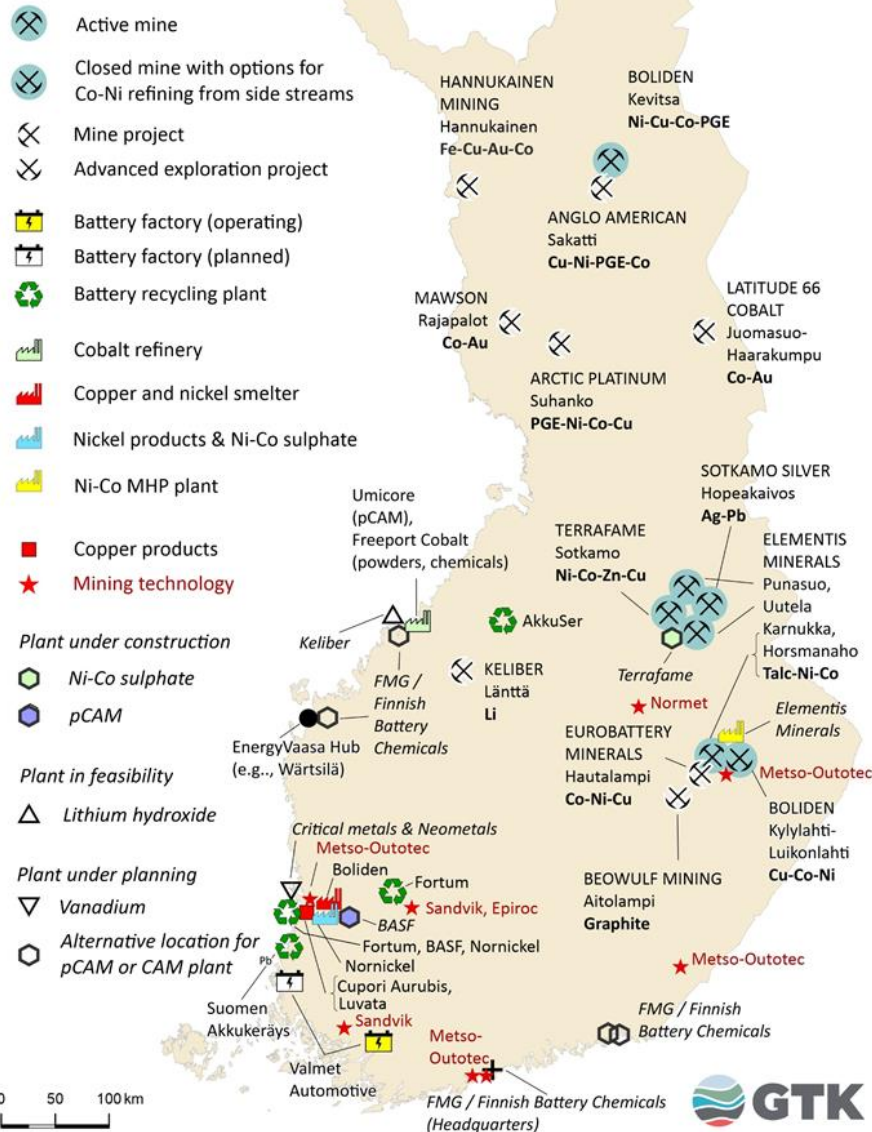 Active mine
Closed mine with options for
Co-Ni refining from side streams
Mine project
Advanced exploration project
Battery factory (operating)
Battery factory (planned)
Battery recycling plant
Cobalt refinery
Copper and nickel smelter
Nickel products & Ni-Co sulphate
Ni-Co MHP plant
Copper products
Mining technology
Plant under construction
Ni-Co sulphate
pCAM
Plant in feasibility
Lithium hydroxide
Plant under planning
Vanadium
Alternative location for
pCAM or CAM plant
HANNUKAINEN
MINING
Hannukainen
Fe-Cu-Au-Co
BOLIDEN
Kevitsa
Ni-Cu-Co-PGE
ANGLO AMERICAN
Sakatti
Cu-Ni-PGE-Co
MAWSON
Rajapalot
Co-Au
LATITUDE 66
COBALT
Juomasuo-
Haarakumpu
Co-Au
ARCTIC PLATINUM
Suhanko
PGE-Ni-Co-Cu
SOTKAMO SILVER
Hopeakaivos
Ag-Pb
Umicore
(pCAM),
Freeport Cobalt
(powders, chemicals)
TERRAFAME
Sotkamo
Ni-Co-Zn-Cu
ELEMENTIS
MINERALS
Punasuo,
Uutela
Karnukka,
Horsmanaho
Talc-Ni-Co
Keliber
AkkuSer
Terrafame
FMG /
Finnish
Battery
Chemicals
KELIBER
Länttä
Li
Normet
Elementis
Minerals
EnergyVaasa Hub
(e.g.., Wärtsilä)
EUROBATTERY
MINERALS
Hautalampi
Co-Ni-Cu
Metso-Outotec
BOLIDEN
Kylylahti-
Luikonlahti
Cu-Co-Ni
Critical metals & Neometals
Metso-Outotec
Boliden
Fortum
Sandvik, Epiroc
BASF
BEOWULF MINING
Aitolampi
Graphite
Fortum, BASF, Nornickel
Nornickel
Pb
Cupori Aurubis,
Luvata
Metso-Outotec
Suomen
Akkukeräys
Sandvik
Valmet
Automotive
Metso-
Outotec
FMG / Finnish
Battery Chemicals
FMG / Finnish Battery Chemicals
(Headquarters)
0 50 100 km
GTK